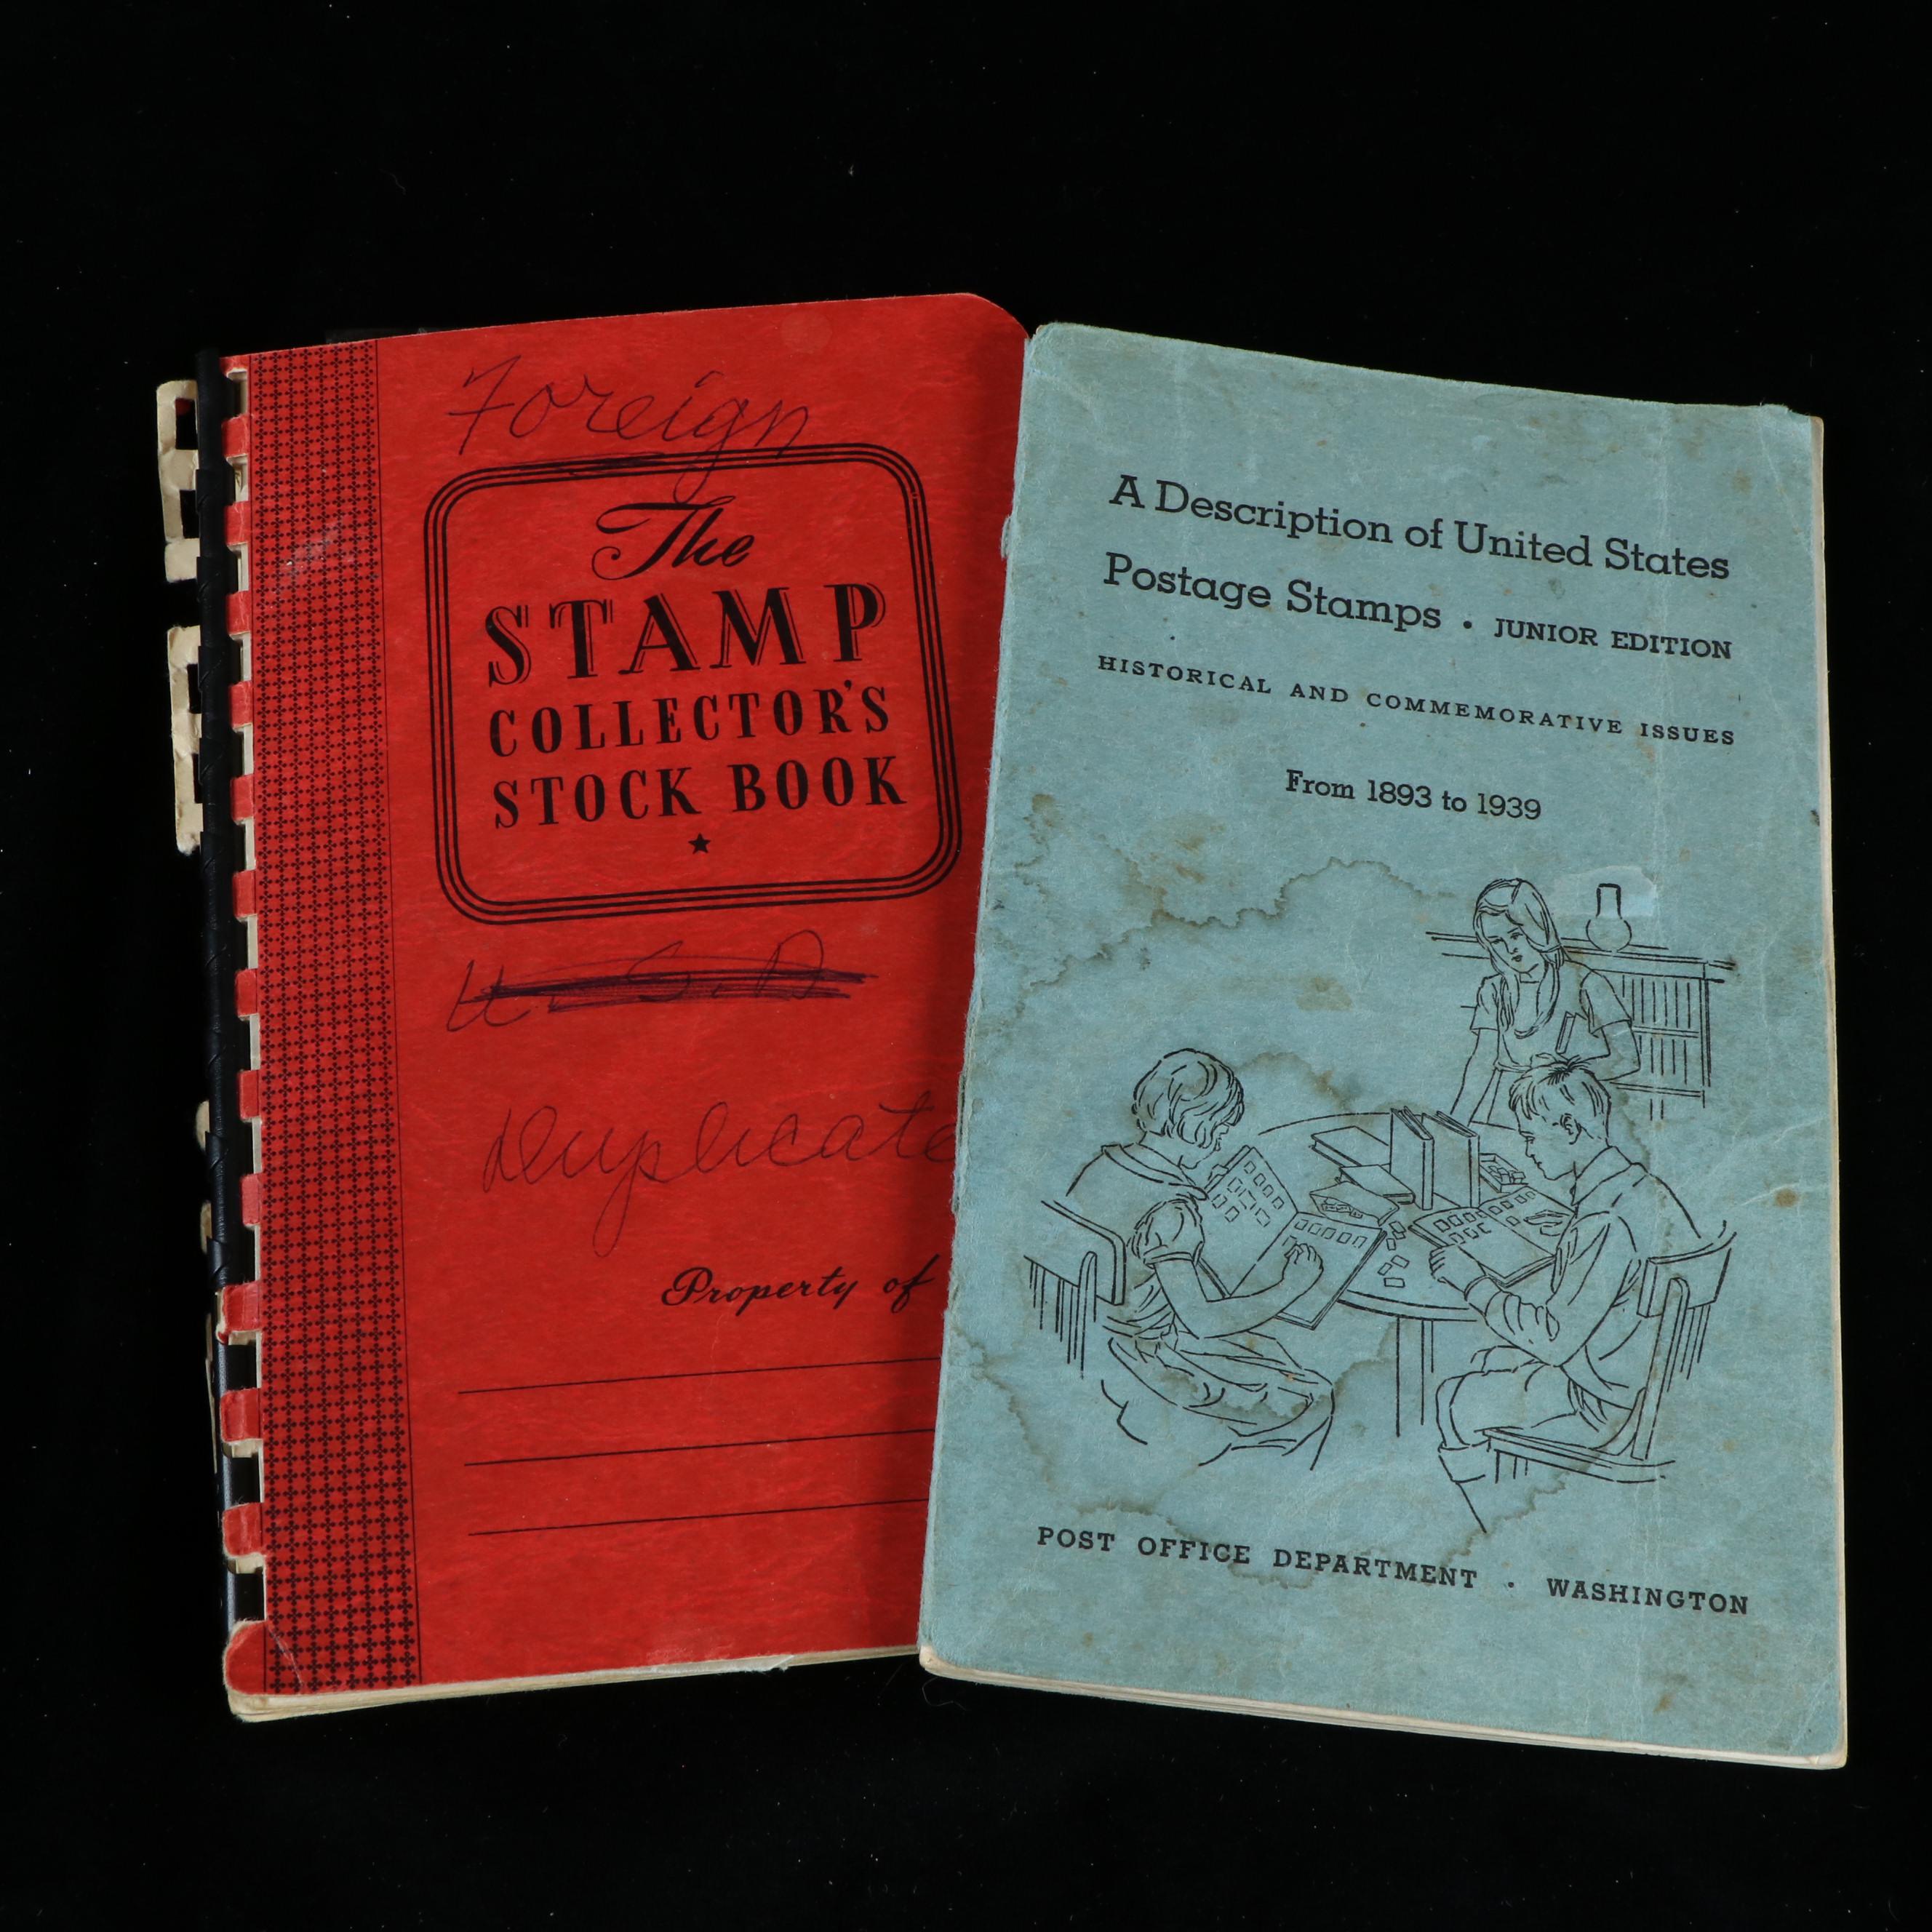 Foreign
The
STAMP
COLLECTOR'S
STOCK BOOK
Duplicate
Property of
A Description of United States
Postage Stamps • JUNIOR EDITION
HISTORICAL AND COMMEMORATIVE ISSUES
From 1893 to 1939
POST OFFICE DEPARTMENT • WASHINGTON